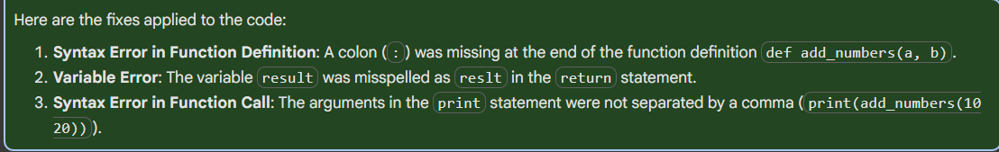 Here are the fixes applied to the code:
1. Syntax Error in Function Definition: A colon ( : ) was missing at the end of the function definition def add_numbers(a, b) .
2. Variable Error: The variable result was misspelled as reslt in the return statement.
3. Syntax Error in Function Call: The arguments in the print statement were not separated by a comma ( print(add_numbers(10
20)) ).